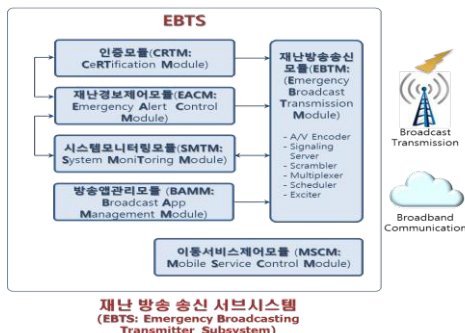 EBTS
인증모듈(CRTM:
CeRTification Module)
재난경보제어모듈(EACM:
Emergency Alert Control
Module)
시스템모니터링모듈(SMTM:
System MoniToring Module)
방송앱관리모듈 (BAMM:
Broadcast App
Management Module)
재난방송송신
모듈(EBTM:
(Emergency
Broadcast
Transmission
Module)
- A/V Encoder
- Signaling
Server
- Scrambler
- Multiplexer
- Scheduler
- Exciter
이동서비스제어모듈 (MSCM:
Mobile Service Control Module)
Broadcast
Transmission
Broadband
Communication
재난 방송 송신 서브시스템
(EBTS: Emergency Broadcasting
Transmitter Subsystem)